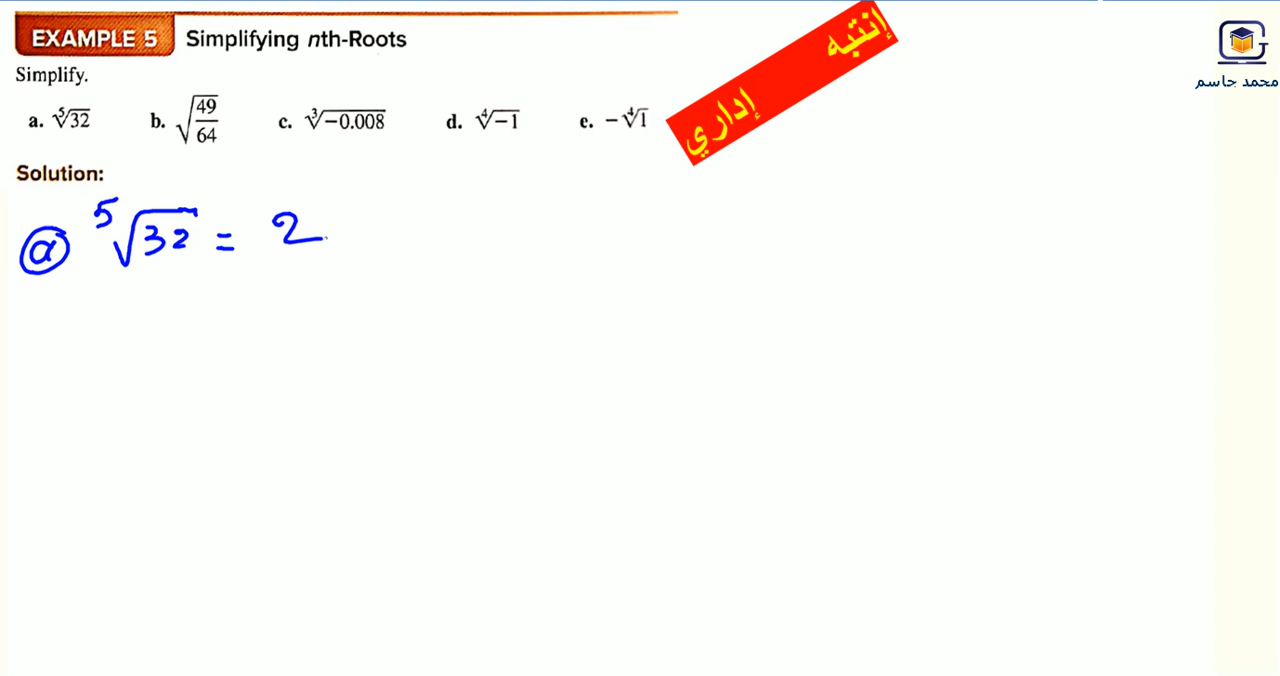 EXAMPLE 5 Simplifying nth-Roots
Simplify.
a. ⁵√32 b. √(49/64) c. ³√−0.008 d. ⁴√−1 e. −⁴√1
إنتبه
إداري
محمد جاسم
Solution:
ⓐ ⁵√32 = 2